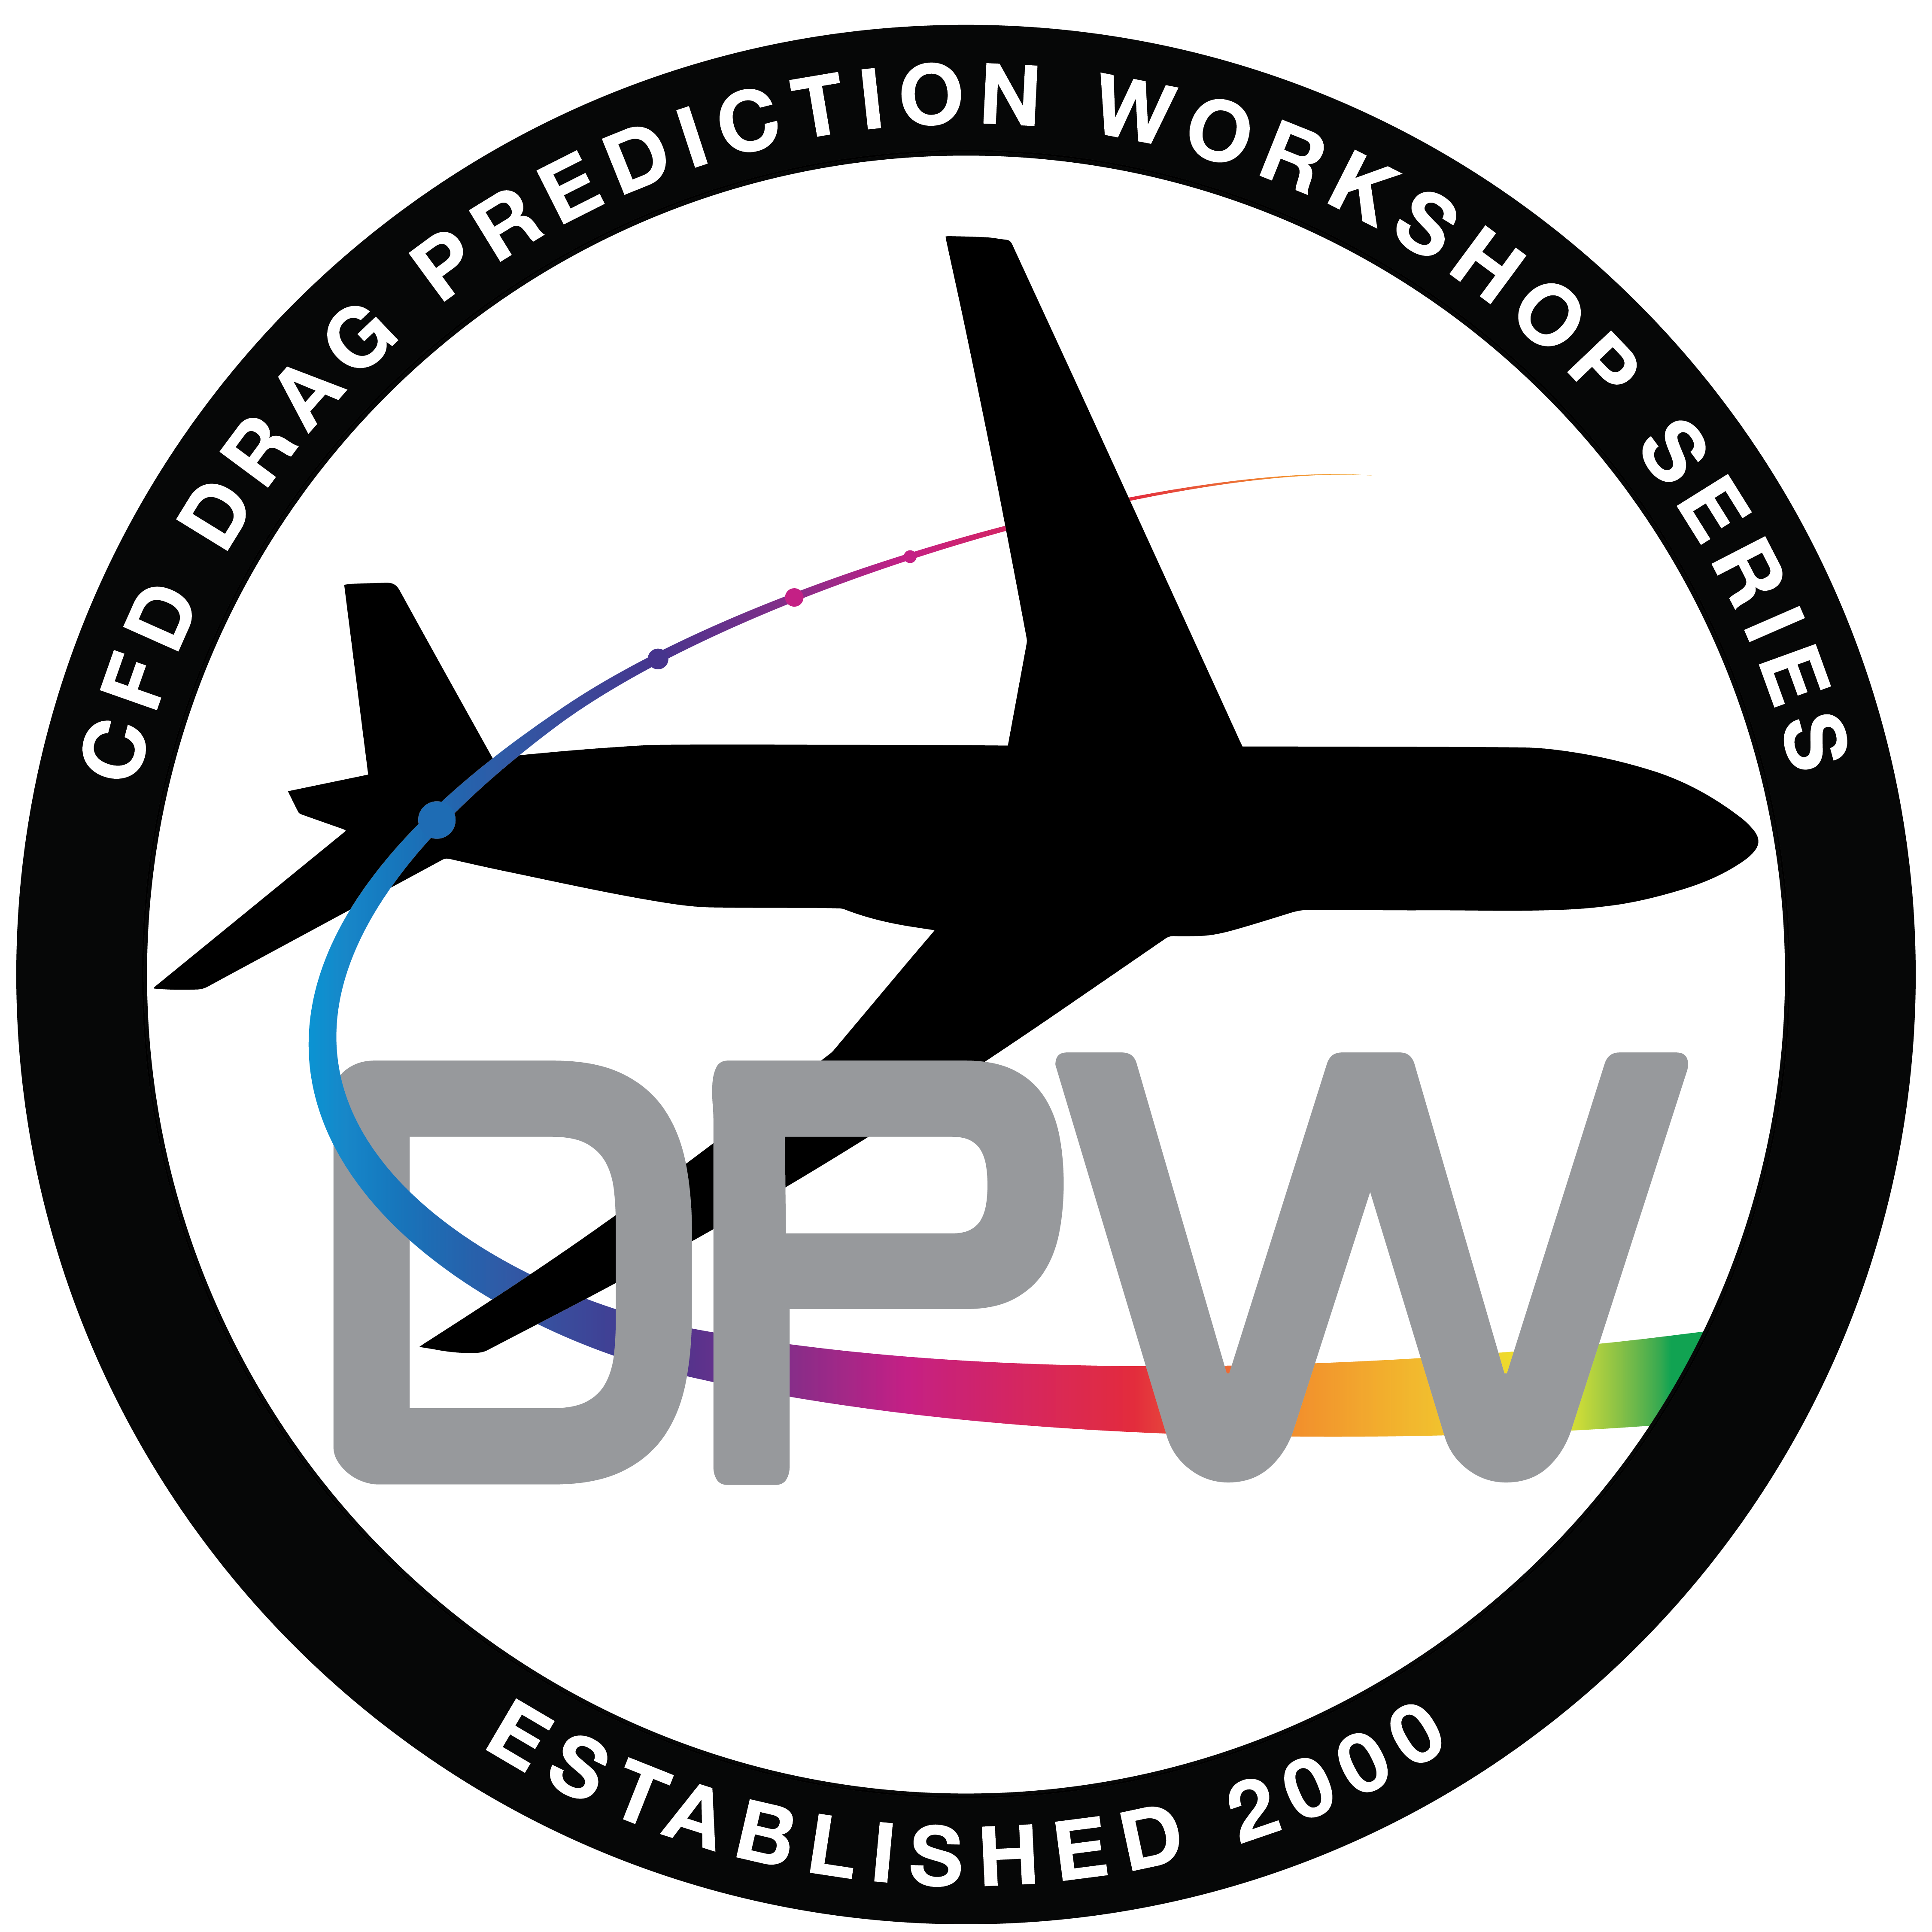 CFD DRAG PREDICTION WORKSHOP SERIES
DPW
ESTABLISHED 2000